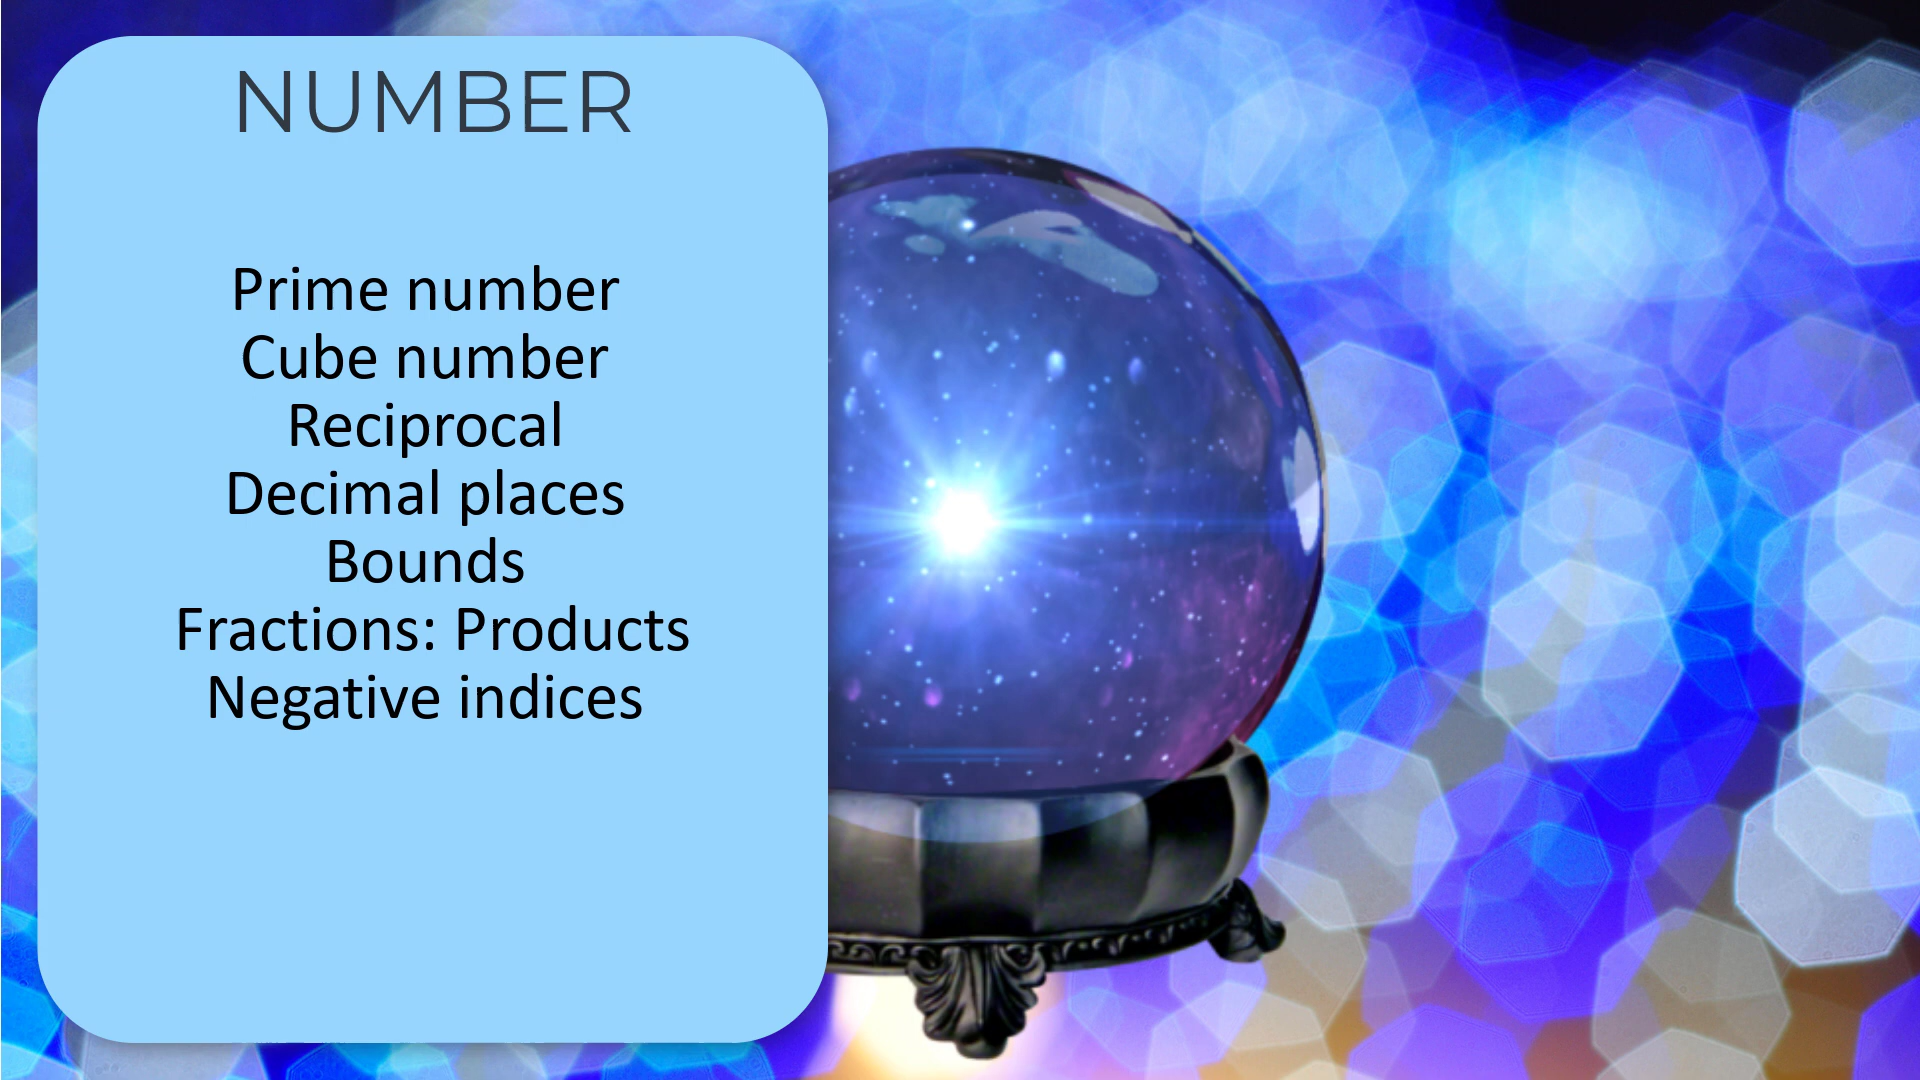 NUMBER
Prime number
Cube number
Reciprocal
Decimal places
Bounds
Fractions: Products
Negative indices